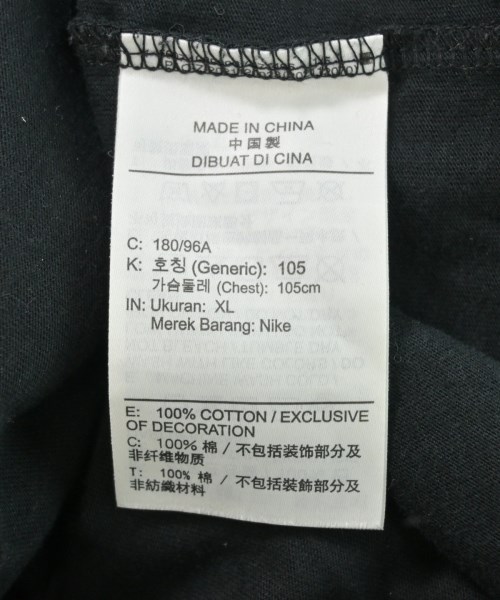 MADE IN CHINA
中国製
DIBUAT DI CINA
C: 180/96A
K: 호칭 (Generic): 105
가슴둘레 (Chest): 105cm
IN: Ukuran: XL
Merek Barang: Nike
E: 100% COTTON / EXCLUSIVE
OF DECORATION
C: 100% 棉 / 不包括装饰部分及
非纤维物质
T: 100% 棉 / 不包括裝飾部分及
非紡織材料